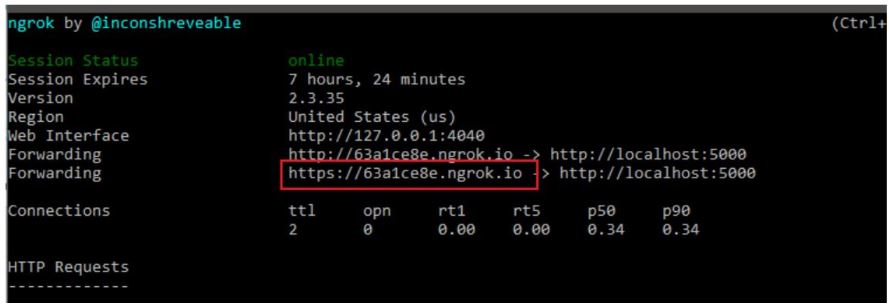 ngrok by @inconshreveable (Ctrl+
Session Status online
Session Expires 7 hours, 24 minutes
Version 2.3.35
Region United States (us)
Web Interface http://127.0.0.1:4040
Forwarding http://63a1ce8e.ngrok.io -> http://localhost:5000
Forwarding https://63a1ce8e.ngrok.io -> http://localhost:5000
Connections ttl opn rt1 rt5 p50 p90
2 0 0.00 0.00 0.34 0.34
HTTP Requests
-------------